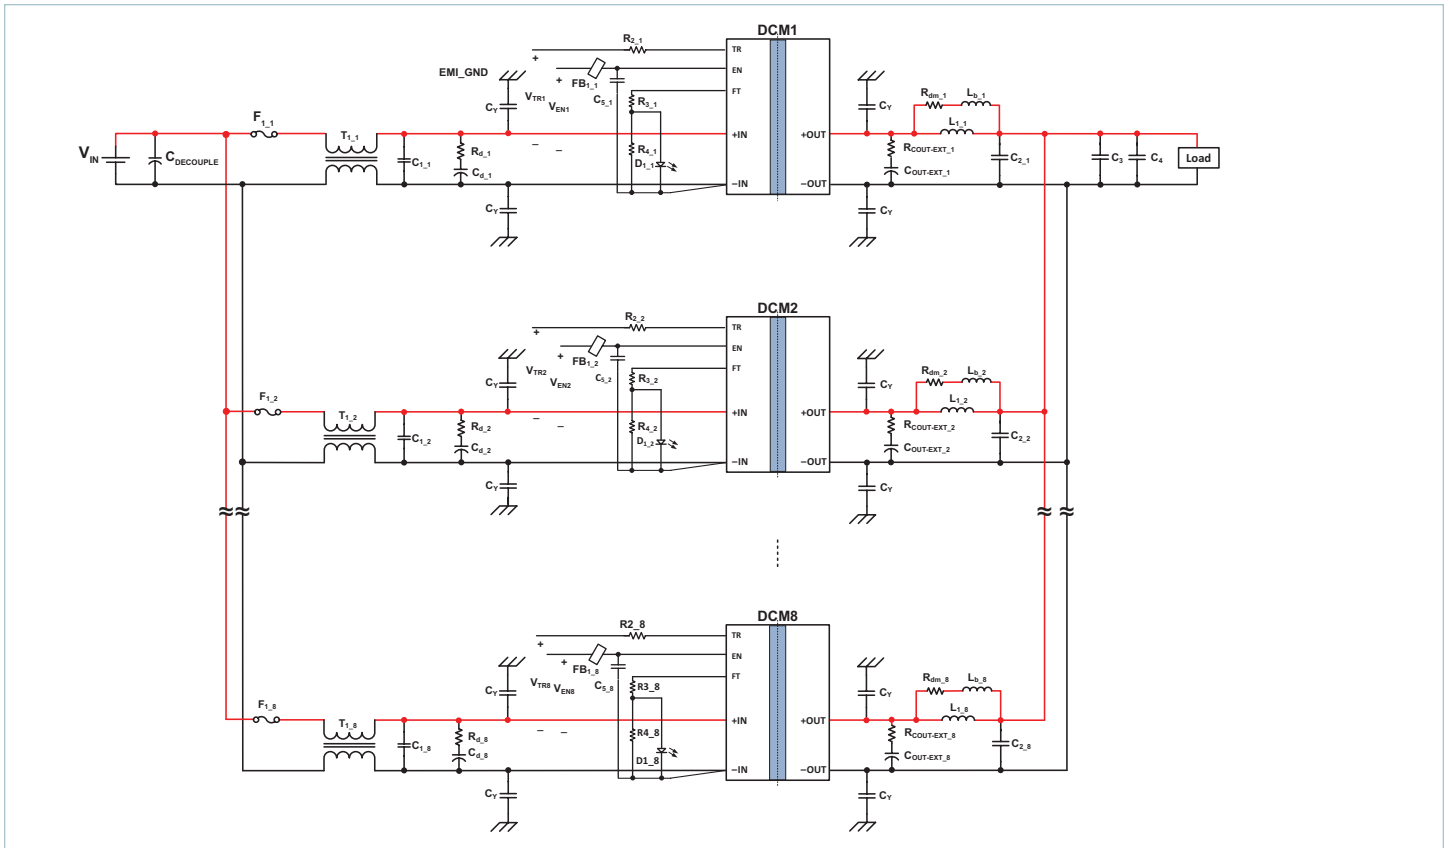 DCM1
R2_1
TR
+
EMI_GND
+
FB1_1
EN
VTR1
VEN1
C5_1
FT
CY
R3_1
CY
Rdm_1
Lb_1
F1_1
T1_1
+IN
+OUT
L1_1
VIN
CDECOUPLE
C1_1
Rd_1
Cd_1
–
–
R4_1
D1_1
RCOUT-EXT_1
COUT-EXT_1
C2_1
C3
C4
Load
–IN
–OUT
CY
CY
DCM2
R2_2
TR
+
+
FB1_2
EN
VTR2
VEN2
C5_2
FT
CY
R3_2
CY
Rdm_2
Lb_2
F1_2
T1_2
+IN
+OUT
L1_2
C1_2
Rd_2
Cd_2
–
–
R4_2
D1_2
RCOUT-EXT_2
COUT-EXT_2
C2_2
–IN
–OUT
CY
CY
DCM8
R2_8
TR
+
+
FB1_8
EN
VTR8
VEN8
C5_8
FT
CY
R3_8
CY
Rdm_8
Lb_8
F1_8
T1_8
+IN
+OUT
L1_8
C1_8
Rd_8
Cd_8
–
–
R4_8
D1_8
RCOUT-EXT_8
COUT-EXT_8
C2_8
–IN
–OUT
CY
CY